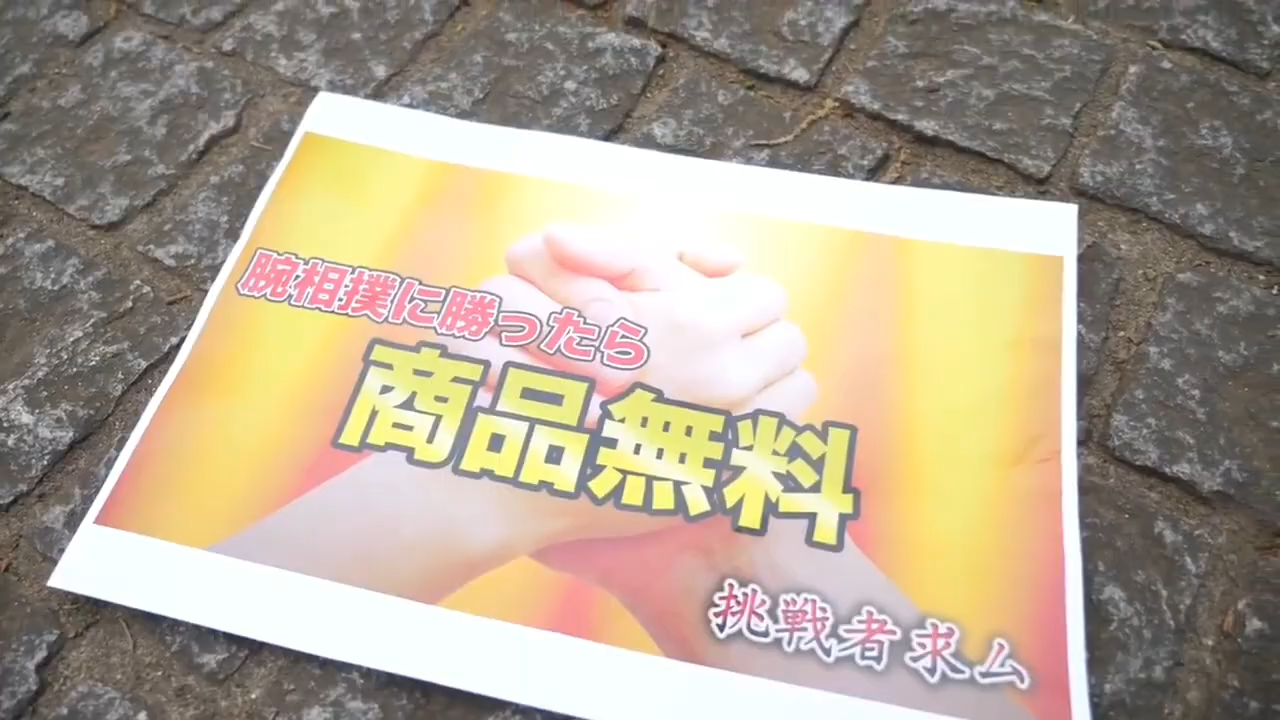 腕相撲に勝ったら
商品無料
挑戦者求ム